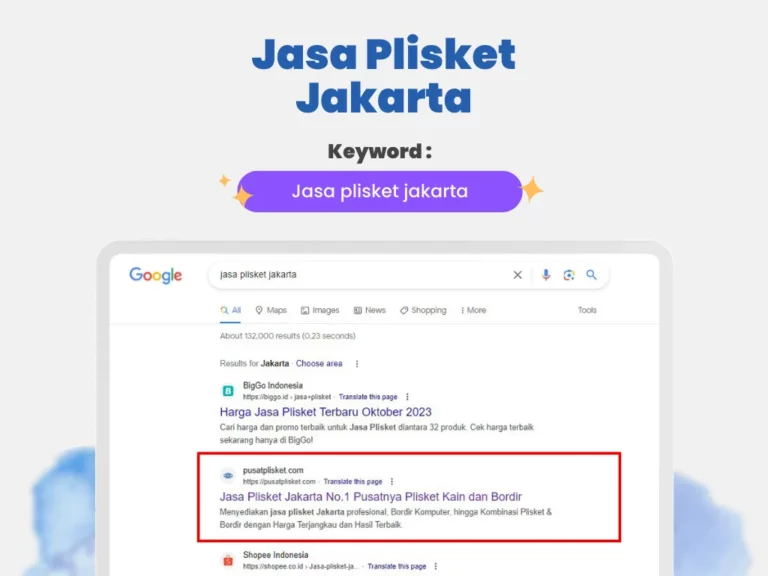 Jasa Plisket
Jakarta
Keyword :
Jasa plisket jakarta
Google
jasa plisket jakarta
All Maps Images News Shopping More Tools
About 132,000 results (0.23 seconds)
Results for Jakarta · Choose area
BigGo Indonesia
https://biggo.id › jasa+plisket · Translate this page
Harga Jasa Plisket Terbaru Oktober 2023
Cari harga dan promo terbaik untuk Jasa Plisket diantara 32 produk. Cek harga terbaik
sekarang hanya di BigGo!
pusatplisket.com
https://pusatplisket.com · Translate this page
Jasa Plisket Jakarta No.1 Pusatnya Plisket Kain dan Bordir
Menyediakan jasa plisket Jakarta profesional, Bordir Komputer, hingga Kombinasi Plisket &
Bordir dengan Harga Terjangkau dan Hasil Terbaik.
Shopee Indonesia
https://shopee.co.id › Jasa-plisket-ja... · Translate this page